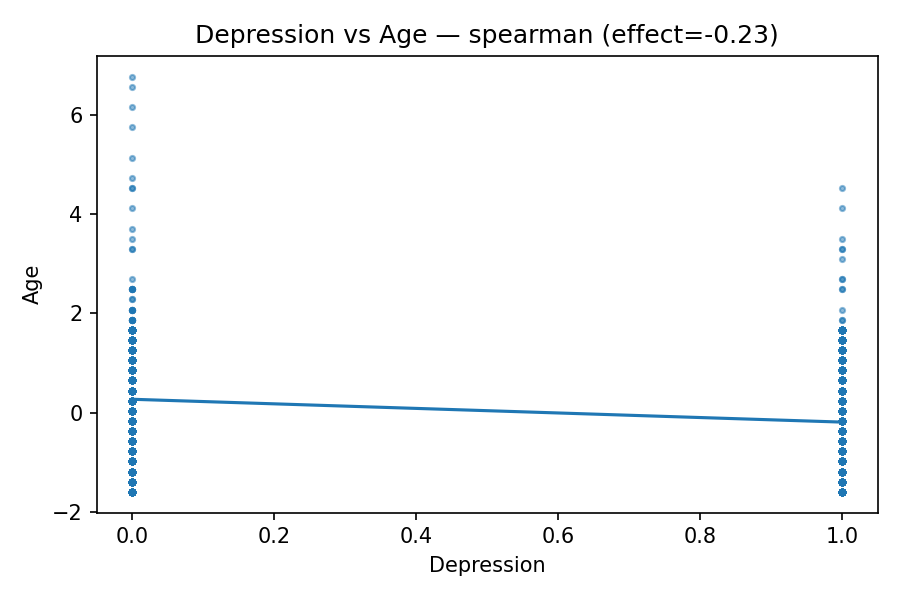 Depression vs Age — spearman (effect=-0.23)
6
4
2
0
−2
Age
0.0 0.2 0.4 0.6 0.8 1.0
Depression